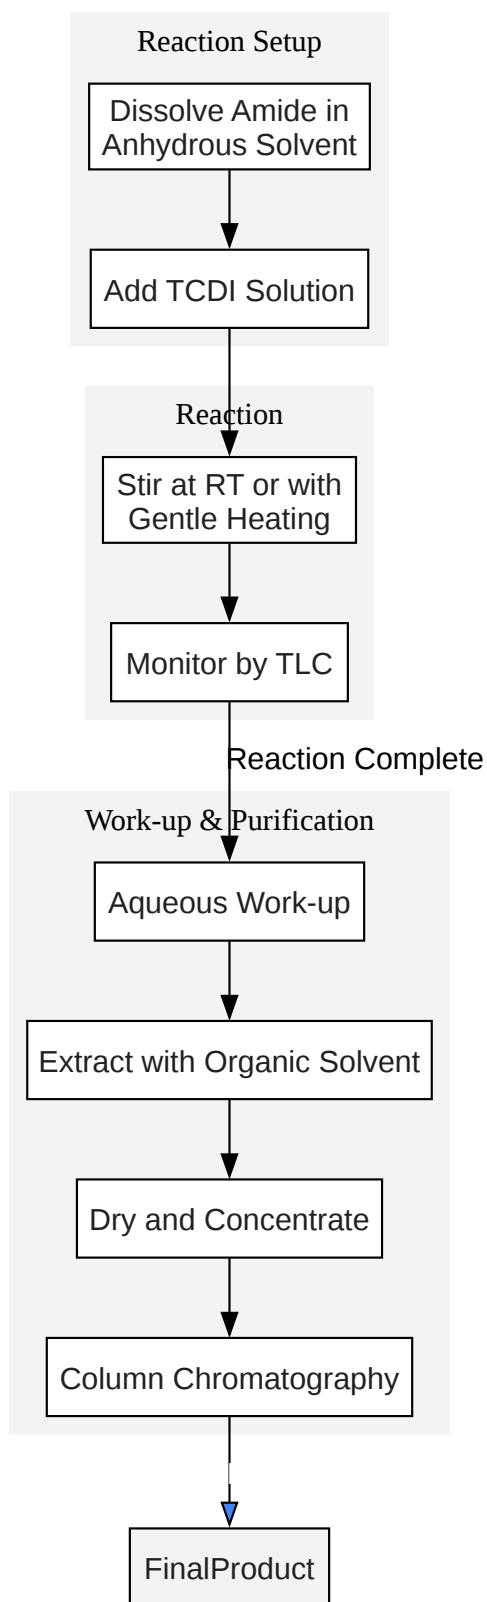 Reaction Setup
Dissolve Amide in
Anhydrous Solvent
Add TCDI Solution
Reaction
Stir at RT or with
Gentle Heating
Monitor by TLC
Reaction Complete
Work-up & Purification
Aqueous Work-up
Extract with Organic Solvent
Dry and Concentrate
Column Chromatography
FinalProduct